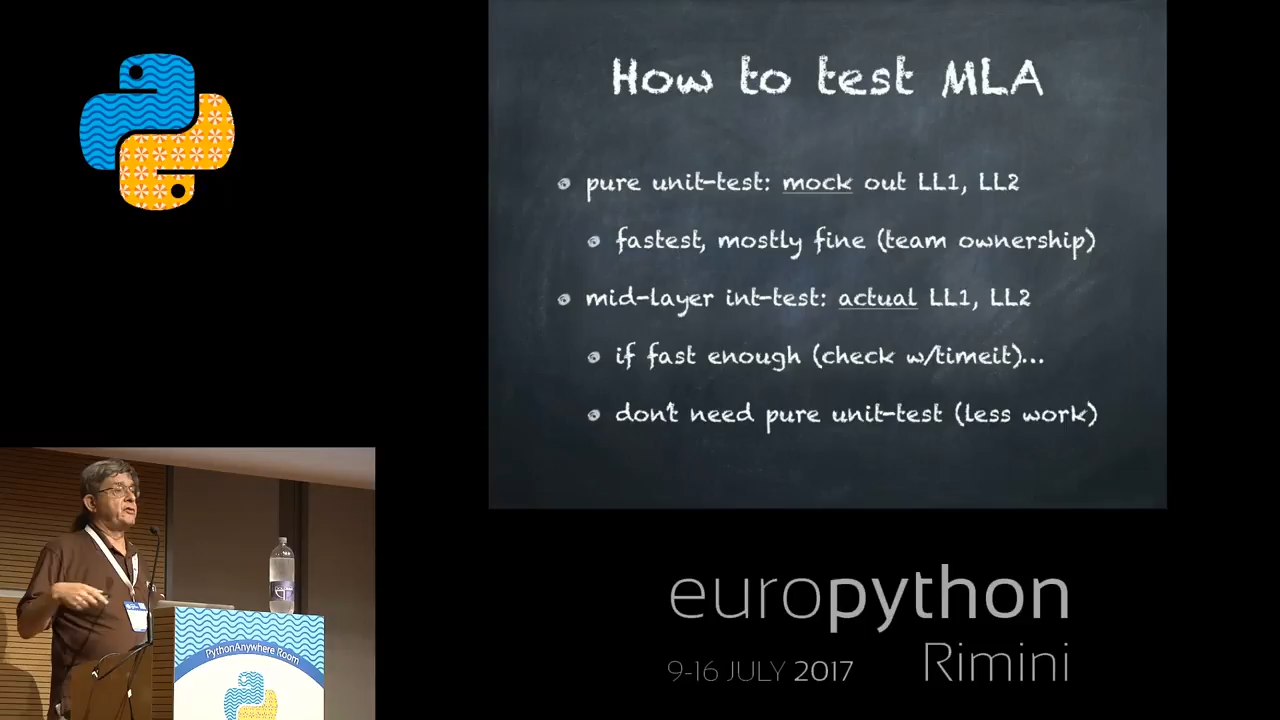 How to test MLA
pure unit-test: mock out LL1, LL2
fastest, mostly fine (team ownership)
mid-layer int-test: actual LL1, LL2
if fast enough (check w/timeit)...
don't need pure unit-test (less work)
PythonAnywhere Room
europython
Rimini
9-16 JULY 2017